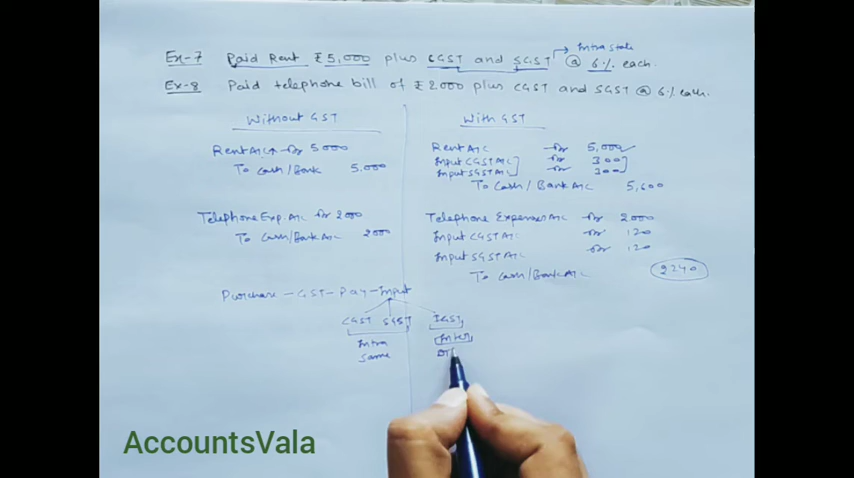 Ex-7 Paid Rent ₹5,000 plus CGST and SGST @ 6% each.
Intra state
Ex-8 Paid telephone bill of ₹2000 plus CGST and SGST @ 6% each.
Without GST
Rent A/c Dr 5000
To Cash/Bank 5,000
Telephone Exp. A/c Dr 2000
To Cash/Bank A/c 2000
With GST
Rent A/c Dr 5,000
Input CGST A/c Dr 300
Input SGST A/c Dr 300
To Cash/Bank A/c 5,600
Telephone Expenses A/c Dr 2000
Input CGST A/c Dr 120
Input SGST A/c Dr 120
To Cash/Bank A/c 2240
Purchase - GST - Pay - Input
CGST SGST IGST
Intra Inter
Same
AccountsVala